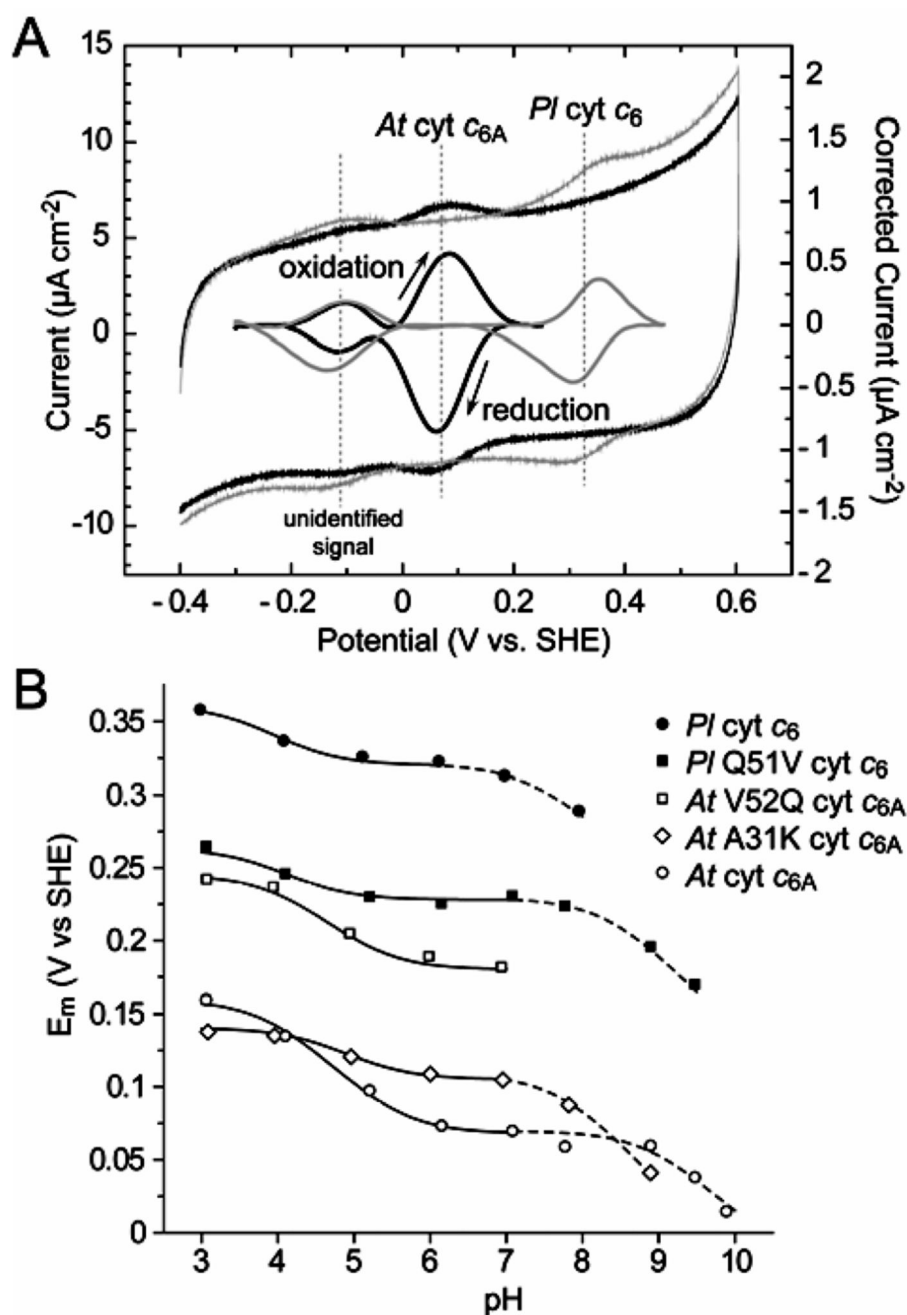 A
15
10
5
0
-5
-10
Current (µA cm-2)
2
1.5
1
0.5
0
-0.5
-1
-1.5
-2
Corrected Current (µA cm-2)
At cyt c6A
Pl cyt c6
oxidation
reduction
unidentified
signal
-0.4
-0.2
0
0.2
0.4
0.6
Potential (V vs. SHE)
B
0.35
0.3
0.25
0.2
0.15
0.1
0.05
0
Em (V vs SHE)
Pl cyt c6
Pl Q51V cyt c6
At V52Q cyt c6A
At A31K cyt c6A
At cyt c6A
3 4 5 6 7 8 9 10
pH